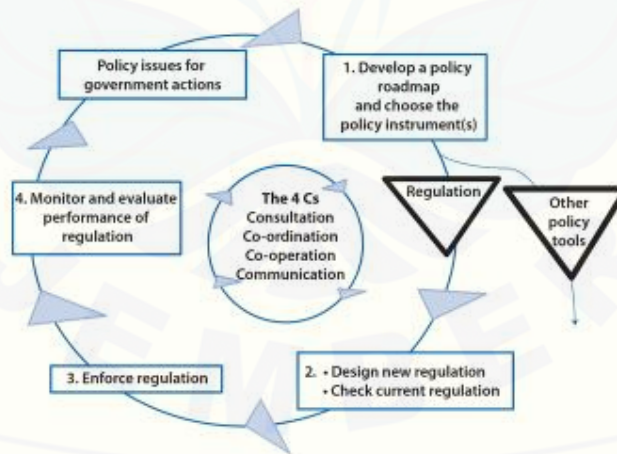 Policy issues for
government actions
1. Develop a policy
roadmap
and choose the
policy instrument(s)
Regulation
Other
policy
tools
The 4 Cs
Consultation
Co-ordination
Co-operation
Communication
4. Monitor and evaluate
performance of
regulation
3. Enforce regulation
2. • Design new regulation
• Check current regulation